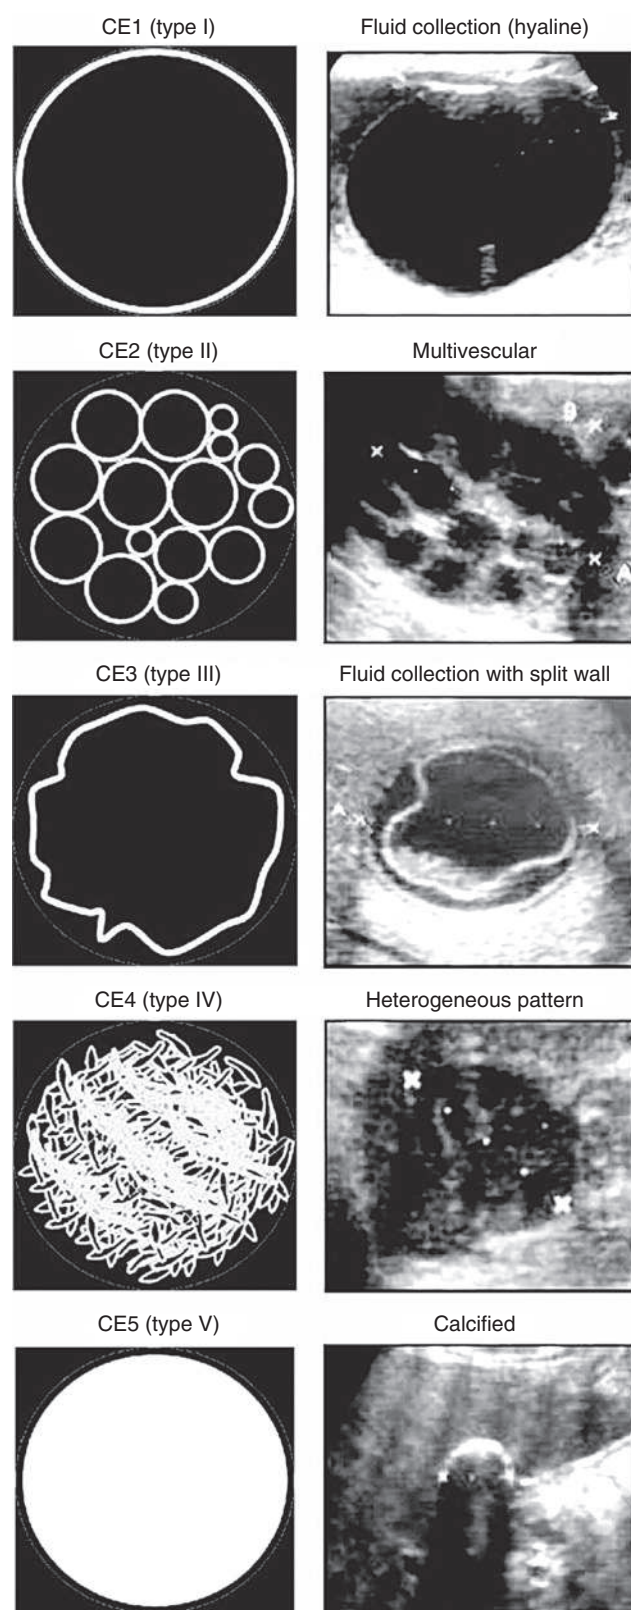 CE1 (type I)
Fluid collection (hyaline)
CE2 (type II)
Multivescular
9
A
CE3 (type III)
Fluid collection with split wall
A
CE4 (type IV)
Heterogeneous pattern
CE5 (type V)
Calcified